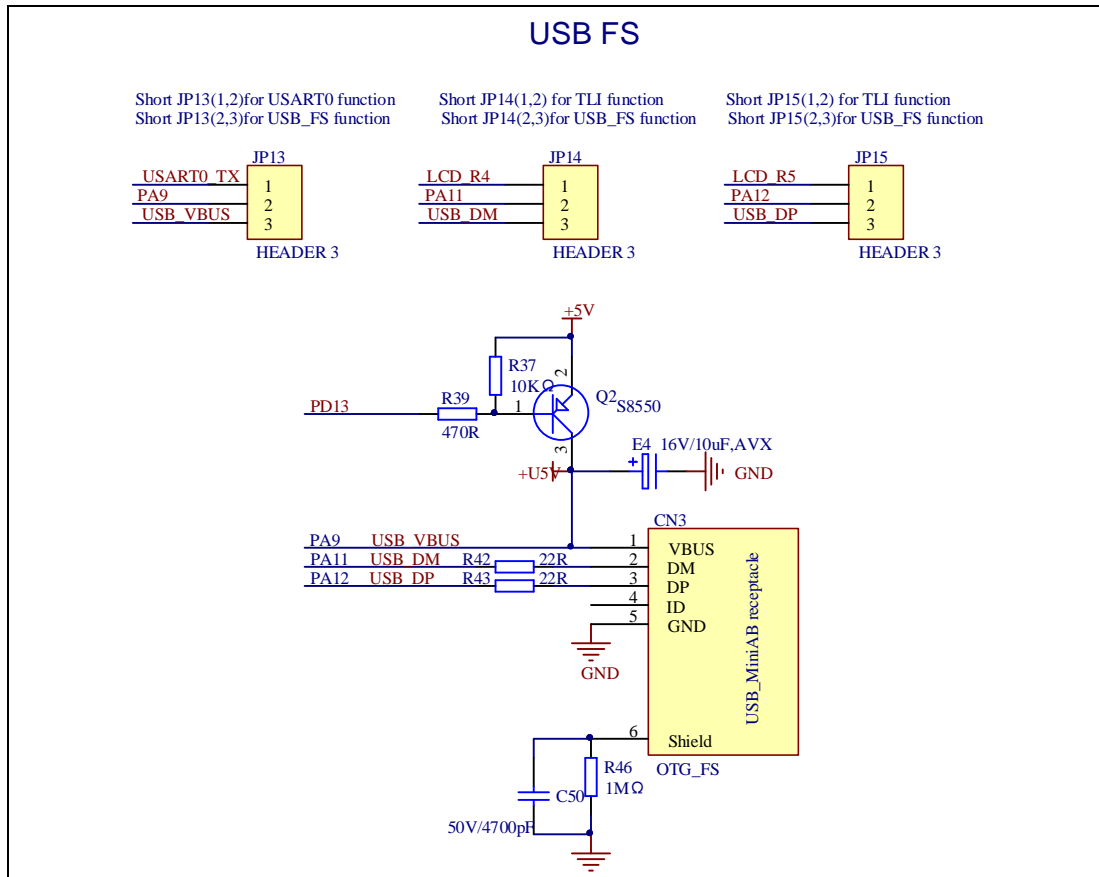 USB FS
Short JP13(1,2)for USART0 function
Short JP13(2,3)for USB_FS function
Short JP14(1,2) for TLI function
Short JP14(2,3)for USB_FS function
Short JP15(1,2) for TLI function
Short JP15(2,3)for USB_FS function
JP13
USART0_TX 1
PA9 2
USB_VBUS 3
HEADER 3
JP14
LCD_R4 1
PA11 2
USB_DM 3
HEADER 3
JP15
LCD_R5 1
PA12 2
USB_DP 3
HEADER 3
+5V
R37
10KΩ
2
R39
PD13
470R
1
Q2
S8550
3
E4 16V/10uF,AVX
+
+U5V
GND
CN3
PA9 USB_VBUS 1 VBUS
PA11 USB_DM R42 22R 2 DM
PA12 USB_DP R43 22R 3 DP
4 ID
5 GND
GND
USB_MiniAB receptacle
6 Shield
OTG_FS
R46
1MΩ
C50
50V/4700pF